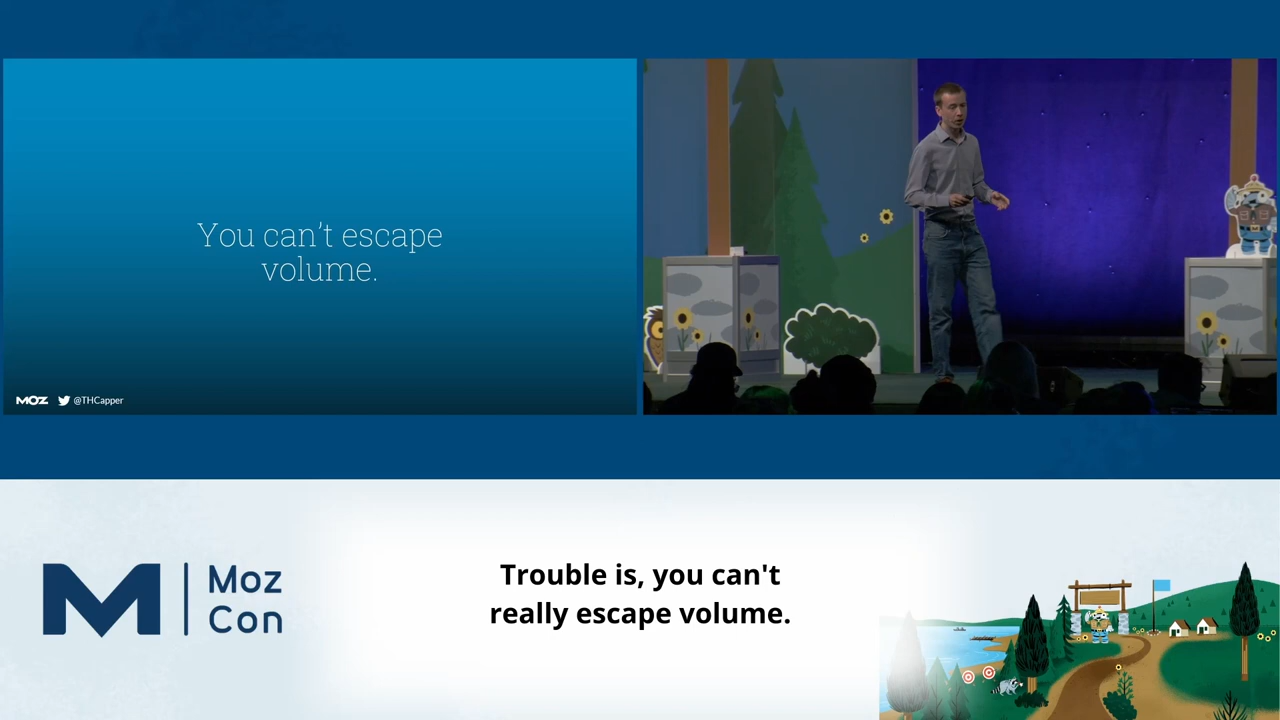 You can't escape
volume.
MOZ @THCapper
Moz
Con
Trouble is, you can't
really escape volume.